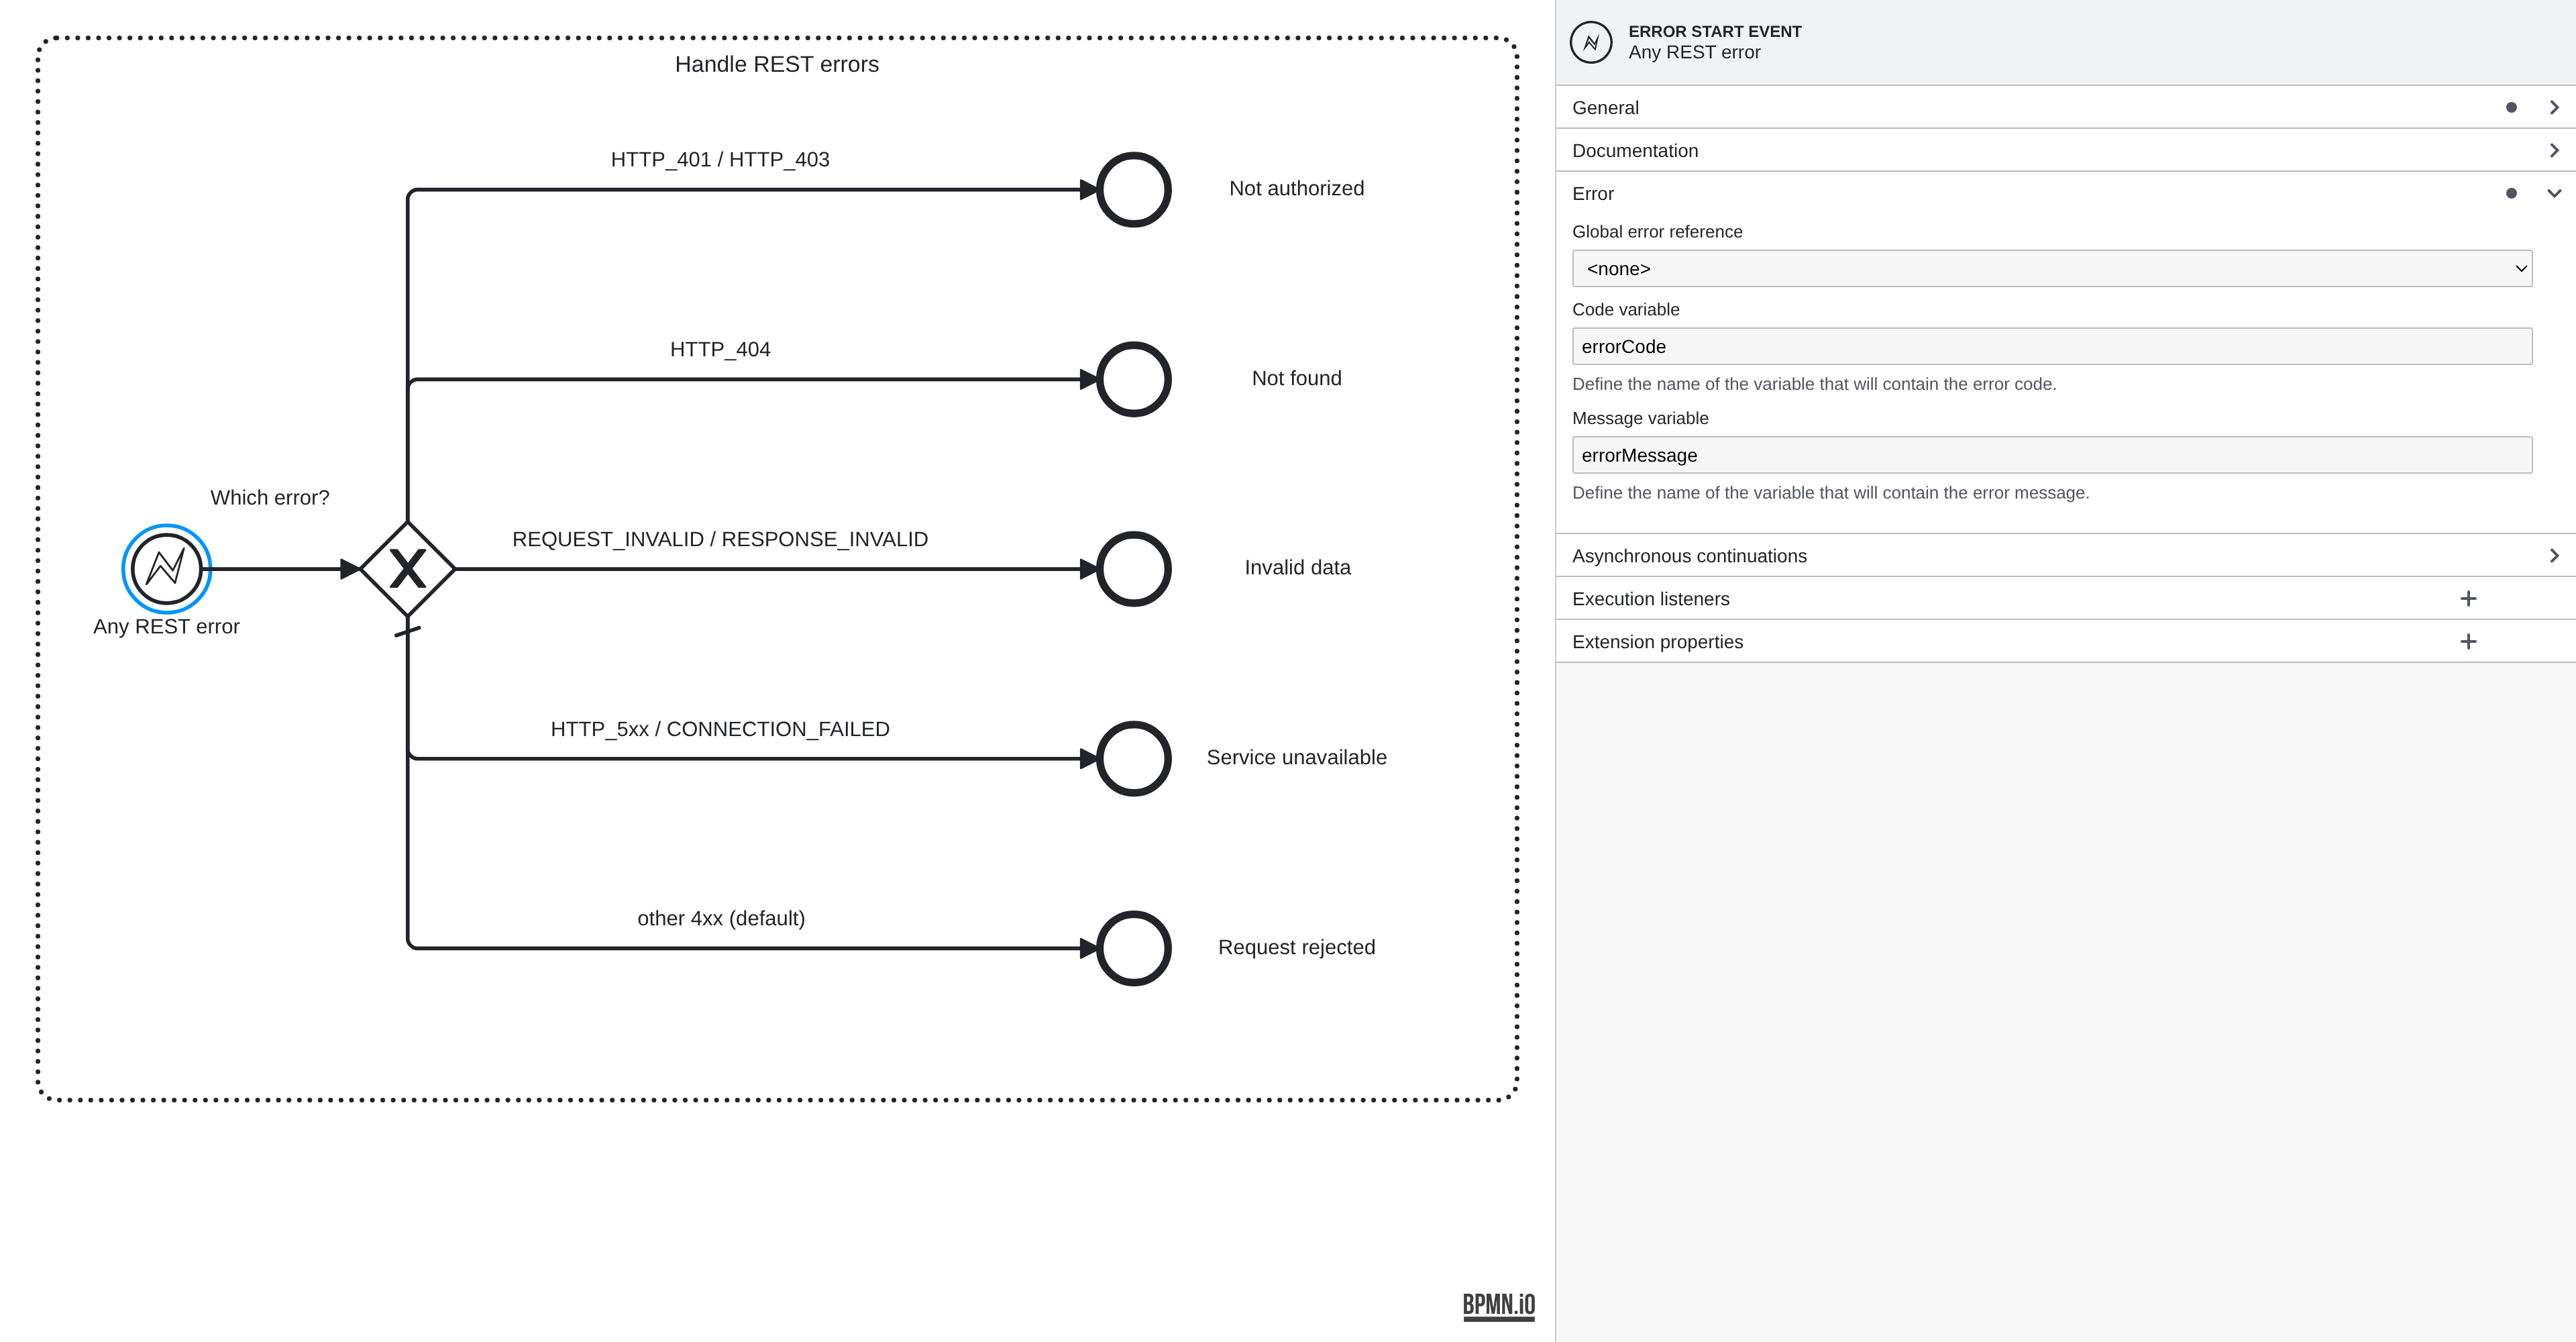 Handle REST errors
HTTP_401 / HTTP_403
Not authorized
HTTP_404
Not found
Which error?
REQUEST_INVALID / RESPONSE_INVALID
Invalid data
Any REST error
HTTP_5xx / CONNECTION_FAILED
Service unavailable
other 4xx (default)
Request rejected
BPMN.iO
ERROR START EVENT
Any REST error
General
Documentation
Error
Global error reference
<none>
Code variable
errorCode
Define the name of the variable that will contain the error code.
Message variable
errorMessage
Define the name of the variable that will contain the error message.
Asynchronous continuations
Execution listeners
Extension properties